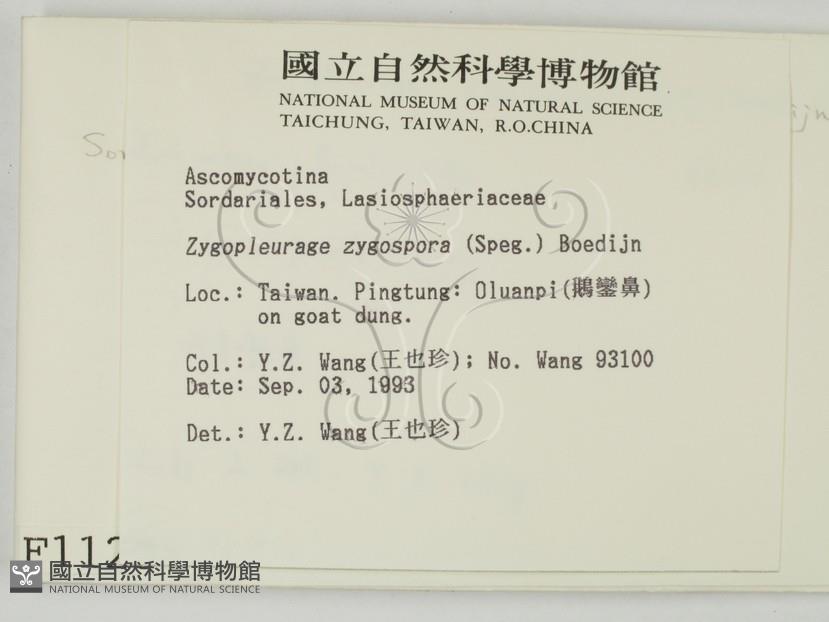 國立自然科學博物館
NATIONAL MUSEUM OF NATURAL SCIENCE
TAICHUNG, TAIWAN, R.O.CHINA
Ascomycotina
Sordariales, Lasiosphaeriaceae
Zygopleurage zygospora (Speg.) Boedijn
Loc.: Taiwan. Pingtung: Oluanpi(鵝鑾鼻)
on goat dung.
Col.: Y.Z. Wang(王也珍); No. Wang 93100
Date: Sep. 03, 1993
Det.: Y.Z. Wang(王也珍)
F112
國立自然科學博物館
NATIONAL MUSEUM OF NATURAL SCIENCE